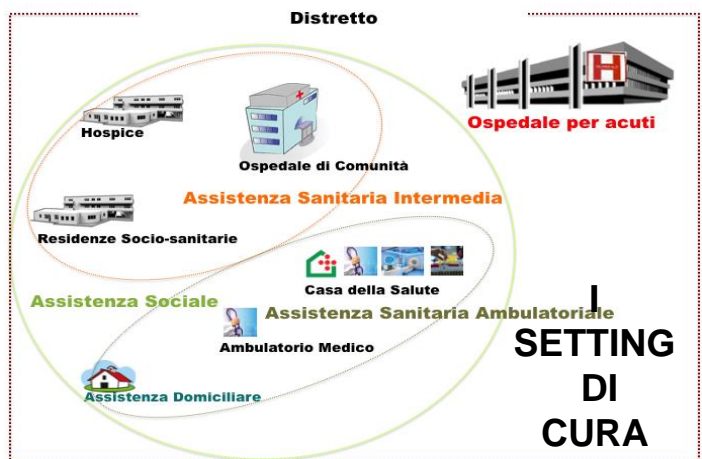 Distretto
Hospice
H
Ospedale per acuti
Ospedale di Comunità
Assistenza Sanitaria Intermedia
Residenze Socio-sanitarie
Casa della Salute
Assistenza Sociale
Assistenza Sanitaria Ambulatoriale
Ambulatorio Medico
Assistenza Domiciliare
I
SETTING
DI
CURA